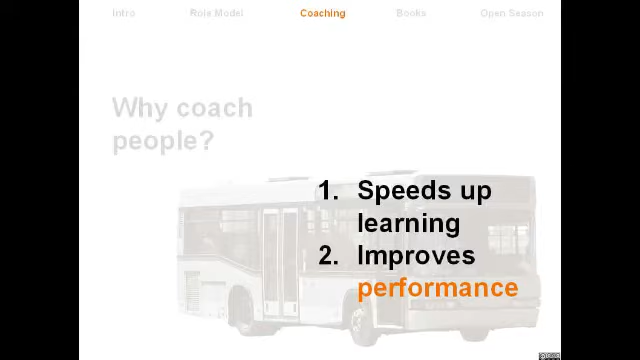 Intro Role Model Coaching Books Open Season
Why coach
people?
1. Speeds up
learning
2. Improves
performance